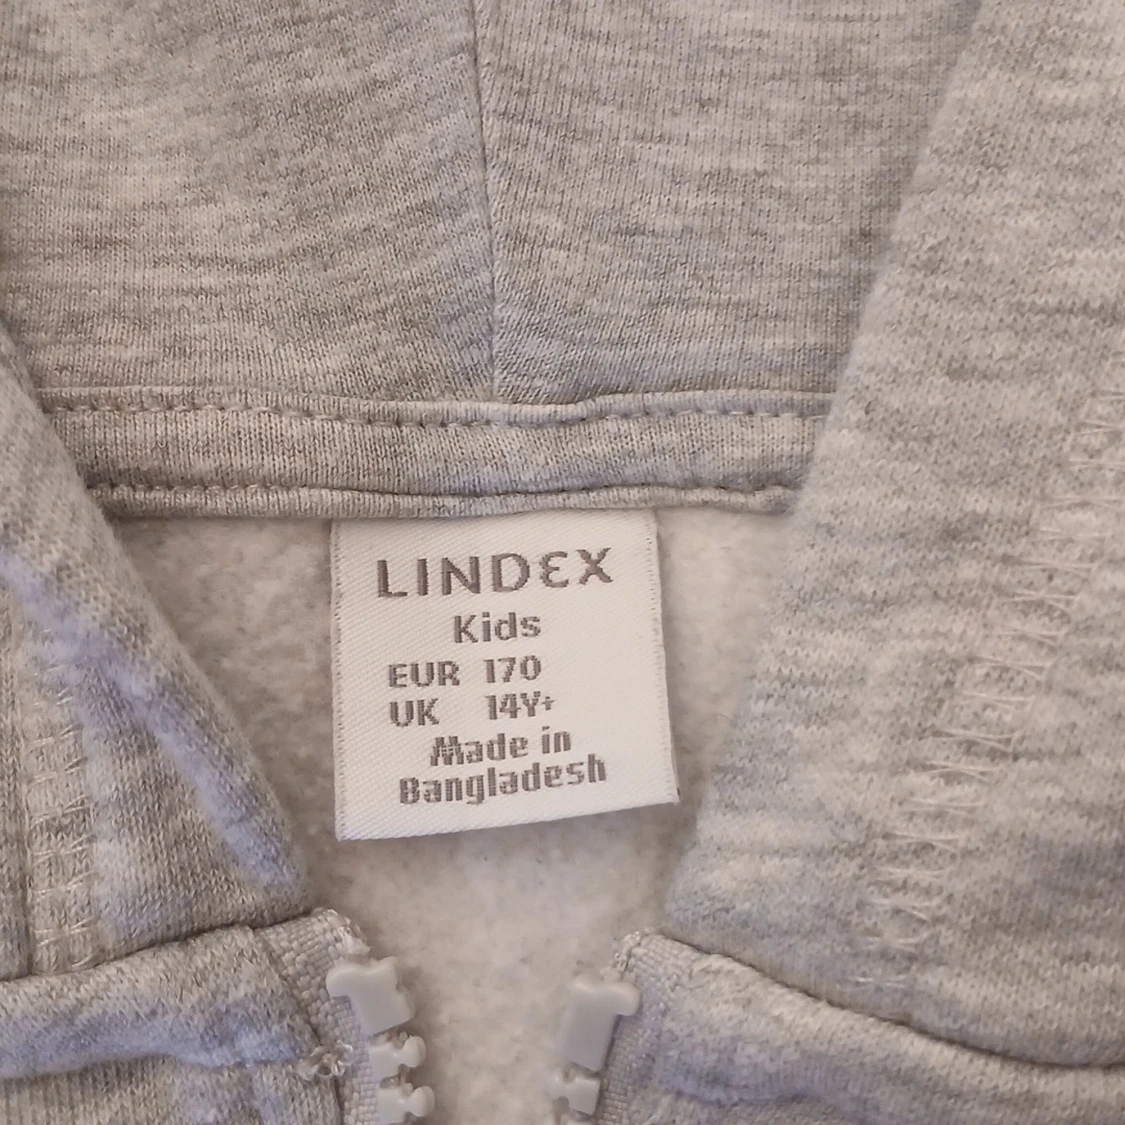 LINDEX
Kids
EUR 170
UK 14Y+
Made in
Bangladesh